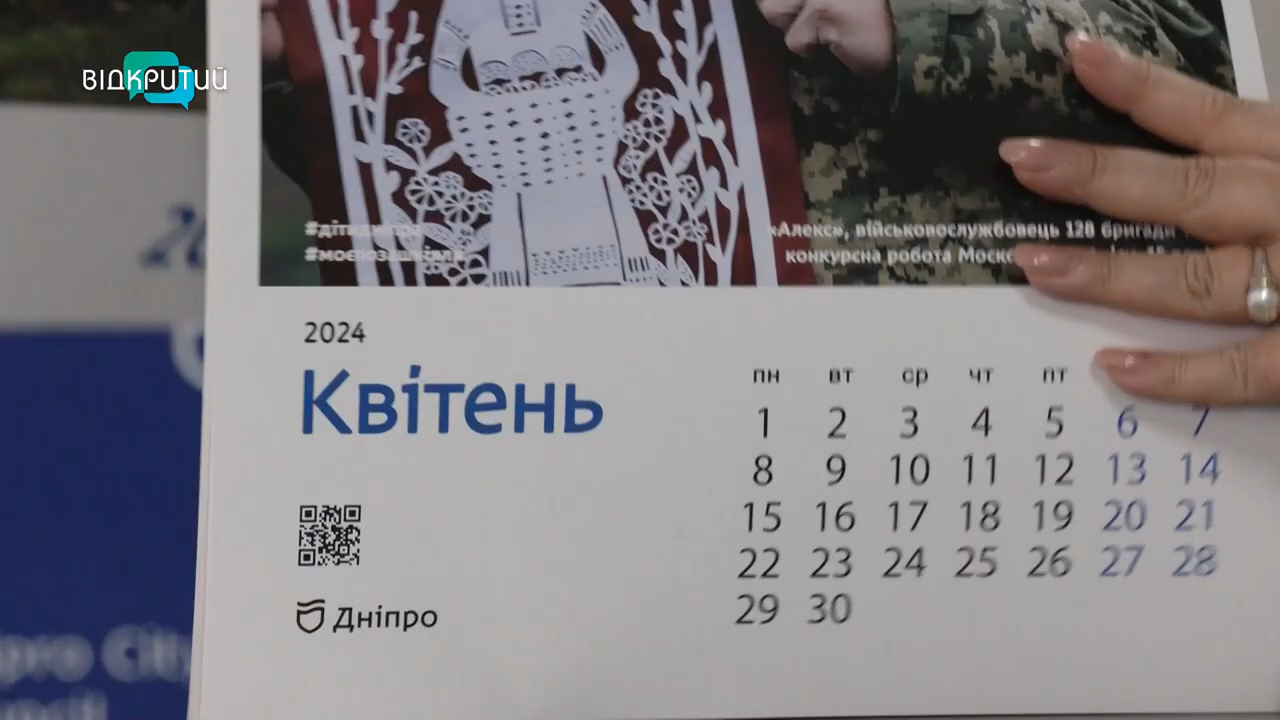 ВІДКРИТИЙ
#діти
#моєпозашкілля
«Алекс», військовослужбовець 128 бригади
конкурсна робота
2024
Квітень
пн вт ср чт пт
1 2 3 4 5 6 7
8 9 10 11 12 13 14
15 16 17 18 19 20 21
22 23 24 25 26 27 28
29 30
Дніпро
City